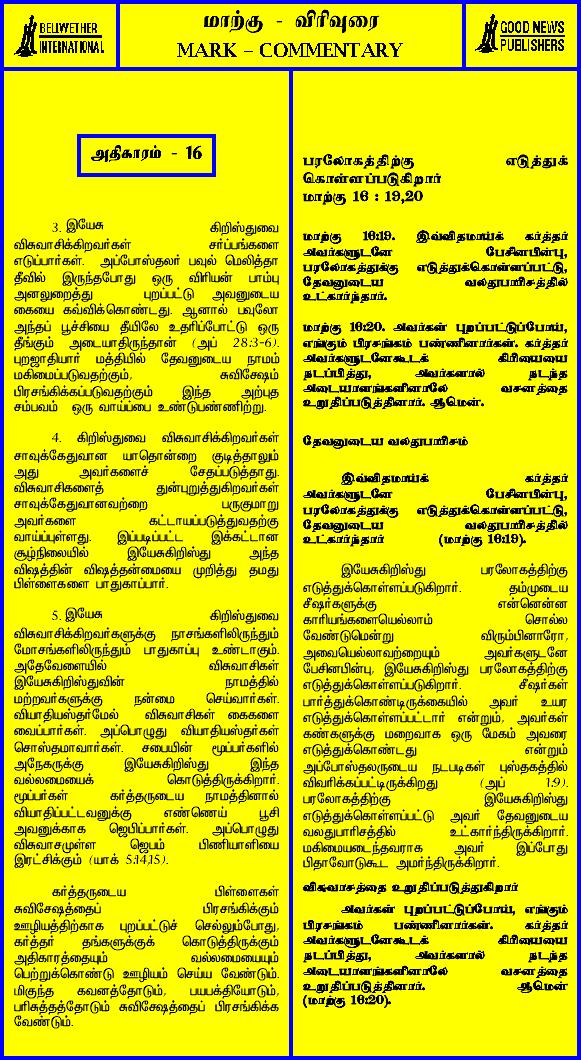 BELLWETHER
INTERNATIONAL
மாற்கு - விரிவுரை
MARK – COMMENTARY
GOOD NEWS
PUBLISHERS
அதிகாரம் - 16
3. இயேசு கிறிஸ்துவை
விசுவாசிக்கிறவர்கள் சர்ப்பங்களை
எடுப்பார்கள். அப்போஸ்தலர் பவுல் மெலித்தா
தீவில் இருந்தபோது ஒரு விரியன் பாம்பு
அனலுறைத்து புறப்பட்டு அவனுடைய
கையை கவ்விக்கொண்டது. ஆனால் பவுலோ
அந்தப் பூச்சியை தீயிலே உதறிப்போட்டு ஒரு
தீங்கும் அடையாதிருந்தான் (அப் 28:3-6).
புறஜாதியார் மத்தியில் தேவனுடைய நாமம்
மகிமைப்படுவதற்கும், சுவிசேஷம்
பிரசங்கிக்கப்படுவதற்கும் இந்த அற்புத
சம்பவம் ஒரு வாய்ப்பை உண்டுபண்ணிற்று.
4. கிறிஸ்துவை விசுவாசிக்கிறவர்கள்
சாவுக்கேதுவான யாதொன்றை குடித்தாலும்
அது அவர்களைச் சேதப்படுத்தாது.
விசுவாசிகளைத் துன்புறுத்துகிறவர்கள்
சாவுக்கேதுவானவற்றை பருகுமாறு
அவர்களை கட்டாயப்படுத்துவதற்கு
வாய்ப்புள்ளது. இப்படிப்பட்ட இக்கட்டான
சூழ்நிலையில் இயேசுகிறிஸ்து அந்த
விஷத்தின் விஷத்தன்மையை முறித்து தமது
பிள்ளைகளை பாதுகாப்பார்.
5. இயேசு கிறிஸ்துவை
விசுவாசிக்கிறவர்களுக்கு நாசங்களிலிருந்தும்
மோசங்களிலிருந்தும் பாதுகாப்பு உண்டாகும்.
அதேவேளையில் விசுவாசிகள்
இயேசுகிறிஸ்துவின் நாமத்தில்
மற்றவர்களுக்கு நன்மை செய்வார்கள்.
வியாதியஸ்தர்மேல் விசுவாசிகள் கைகளை
வைப்பார்கள். அப்பொழுது வியாதியஸ்தர்கள்
சொஸ்தமாவார்கள். சபையின் மூப்பர்களில்
அநேகருக்கு இயேசுகிறிஸ்து இந்த
வல்லமையைக் கொடுத்திருக்கிறார்.
மூப்பர்கள் கர்த்தருடைய நாமத்தினால்
வியாதிப்பட்டவனுக்கு எண்ணெய் பூசி
அவனுக்காக ஜெபிப்பார்கள். அப்பொழுது
விசுவாசமுள்ள ஜெபம் பிணியாளியை
இரட்சிக்கும் (யாக் 5:14,15).
கர்த்தருடைய பிள்ளைகள்
சுவிசேஷத்தைப் பிரசங்கிக்கும்
ஊழியத்திற்காக புறப்பட்டுச் செல்லும்போது,
கர்த்தர் தங்களுக்குக் கொடுத்திருக்கும்
அதிகாரத்தையும் வல்லமையையும்
பெற்றுக்கொண்டு ஊழியம் செய்ய வேண்டும்.
மிகுந்த கவனத்தோடும், பயபக்தியோடும்,
பரிசுத்தத்தோடும் சுவிசேஷத்தைப் பிரசங்கிக்க
வேண்டும்.
பரலோகத்திற்கு எடுத்துக்
கொள்ளப்படுகிறார்
மாற்கு 16 : 19,20
மாற்கு 16:19. இவ்விதமாய்க் கர்த்தர்
அவர்களுடனே பேசினபின்பு,
பரலோகத்துக்கு எடுத்துக்கொள்ளப்பட்டு,
தேவனுடைய வலதுபாரிசத்தில்
உட்கார்ந்தார்.
மாற்கு 16:20. அவர்கள் புறப்பட்டுப்போய்,
எங்கும் பிரசங்கம் பண்ணினார்கள். கர்த்தர்
அவர்களுடனேகூடக் கிரியையை
நடப்பித்து, அவர்களால் நடந்த
அடையாளங்களினாலே வசனத்தை
உறுதிப்படுத்தினார். ஆமென்.
தேவனுடைய வலதுபாரிசம்
இவ்விதமாய்க் கர்த்தர்
அவர்களுடனே பேசினபின்பு,
பரலோகத்துக்கு எடுத்துக்கொள்ளப்பட்டு,
தேவனுடைய வலதுபாரிசத்தில்
உட்கார்ந்தார் (மாற்கு 16:19).
இயேசுகிறிஸ்து பரலோகத்திற்கு
எடுத்துக்கொள்ளப்படுகிறார். தம்முடைய
சீஷர்களுக்கு என்னென்ன
காரியங்களையெல்லாம் சொல்ல
வேண்டுமென்று விரும்பினாரோ,
அவையெல்லாவற்றையும் அவர்களுடனே
பேசினபின்பு, இயேசுகிறிஸ்து பரலோகத்திற்கு
எடுத்துக்கொள்ளப்படுகிறார். சீஷர்கள்
பார்த்துக்கொண்டிருக்கையில் அவர் உயர
எடுத்துக்கொள்ளப்பட்டார் என்றும், அவர்கள்
கண்களுக்கு மறைவாக ஒரு மேகம் அவரை
எடுத்துக்கொண்டது என்றும்
அப்போஸ்தலருடைய நடபடிகள் புஸ்தகத்தில்
விவரிக்கப்பட்டிருக்கிறது (அப் 1:9).
பரலோகத்திற்கு இயேசுகிறிஸ்து
எடுத்துக்கொள்ளப்பட்டு அவர் தேவனுடைய
வலதுபாரிசத்தில் உட்கார்ந்திருக்கிறார்.
மகிமையடைந்தவராக அவர் இப்போது
பிதாவோடுகூட அமர்ந்திருக்கிறார்.
விசுவாசத்தை உறுதிப்படுத்துகிறார்
அவர்கள் புறப்பட்டுப்போய், எங்கும்
பிரசங்கம் பண்ணினார்கள். கர்த்தர்
அவர்களுடனேகூடக் கிரியையை
நடப்பித்து, அவர்களால் நடந்த
அடையாளங்களினாலே வசனத்தை
உறுதிப்படுத்தினார். ஆமென்
(மாற்கு 16:20).